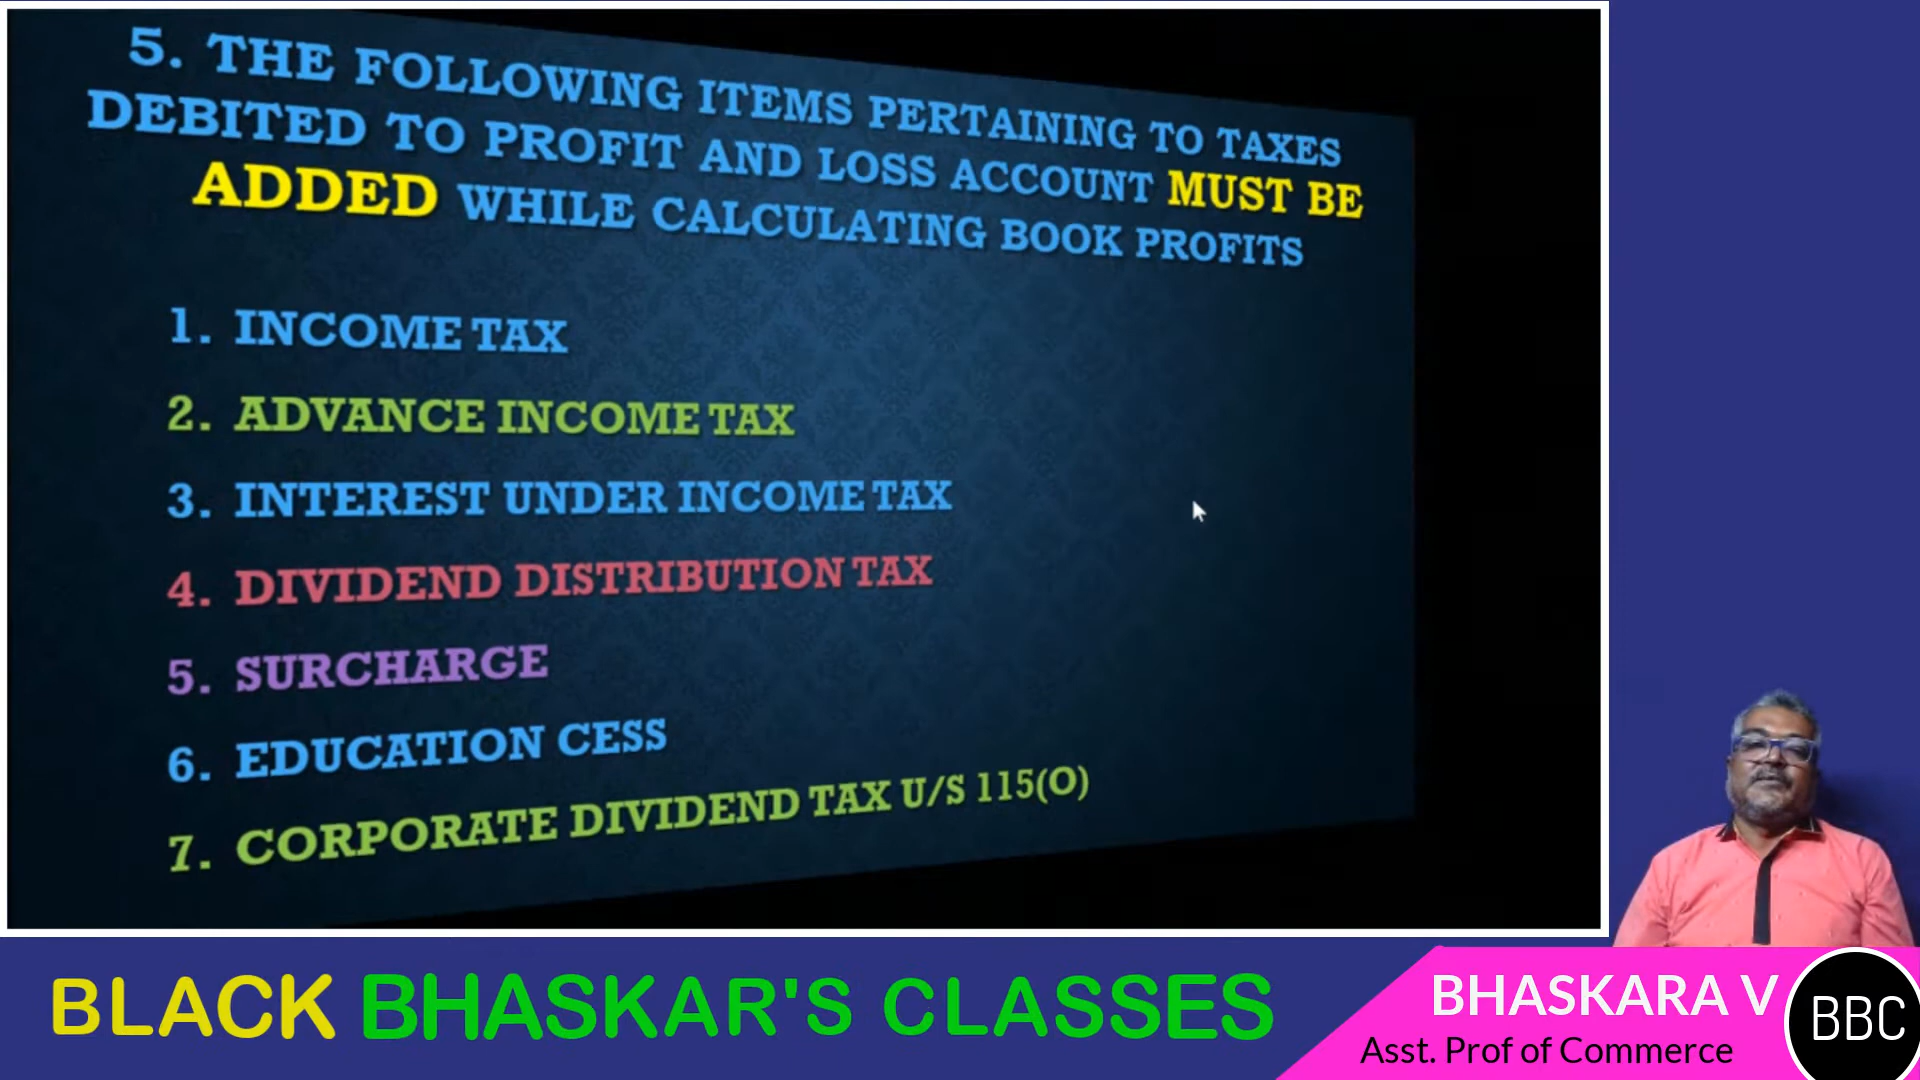 5. THE FOLLOWING ITEMS PERTAINING TO TAXES
DEBITED TO PROFIT AND LOSS ACCOUNT MUST BE
ADDED WHILE CALCULATING BOOK PROFITS
1. INCOME TAX
2. ADVANCE INCOME TAX
3. INTEREST UNDER INCOME TAX
4. DIVIDEND DISTRIBUTION TAX
5. SURCHARGE
6. EDUCATION CESS
7. CORPORATE DIVIDEND TAX U/S 115(O)
BLACK BHASKAR'S CLASSES
BHASKARA V
Asst. Prof of Commerce
BBC